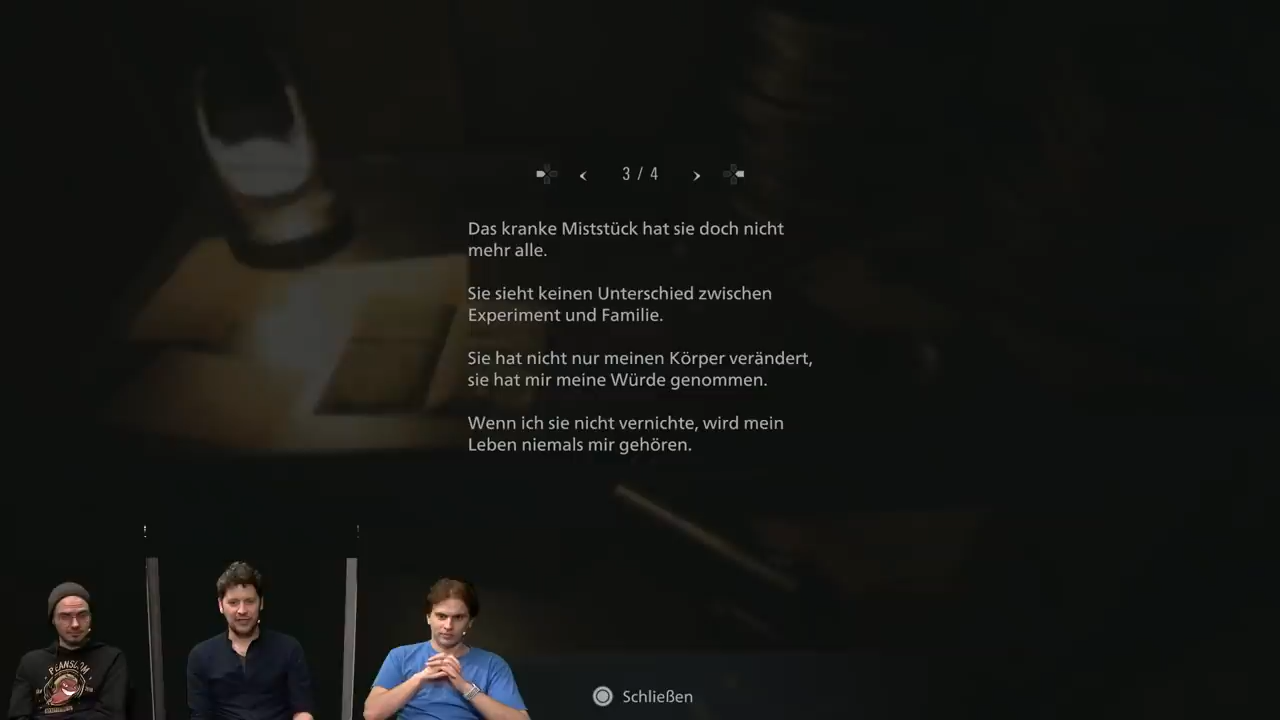 3 / 4
Das kranke Miststück hat sie doch nicht
mehr alle.
Sie sieht keinen Unterschied zwischen
Experiment und Familie.
Sie hat nicht nur meinen Körper verändert,
sie hat mir meine Würde genommen.
Wenn ich sie nicht vernichte, wird mein
Leben niemals mir gehören.
Schließen